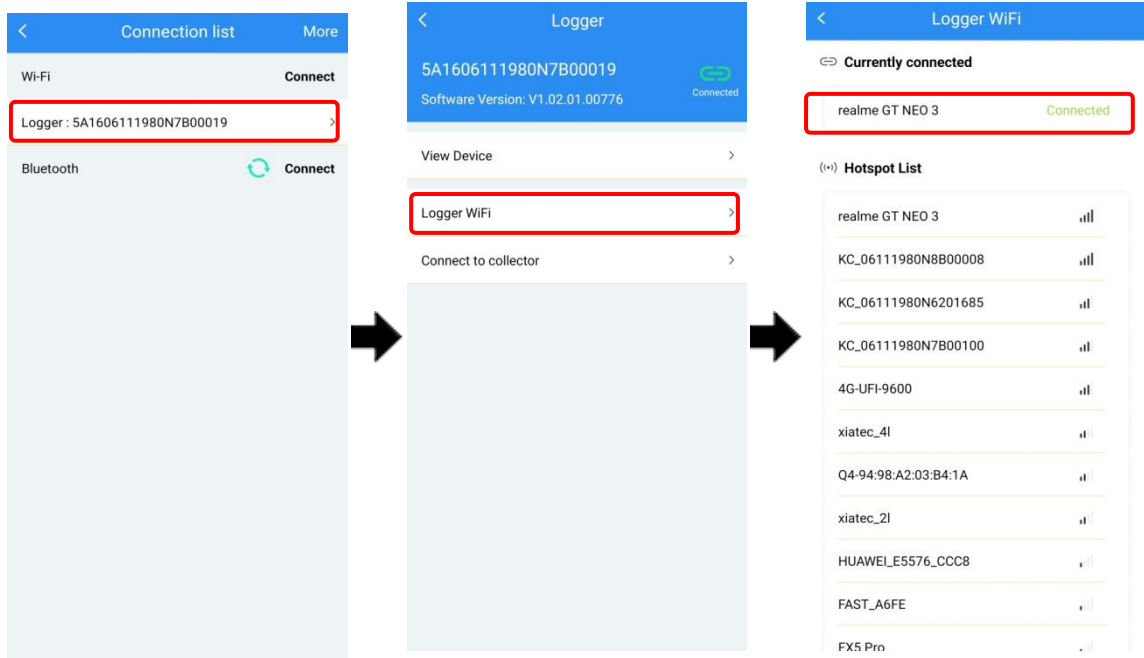 Connection list
More
Wi-Fi
Connect
Logger : 5A1606111980N7B00019
Bluetooth
Connect
Logger
5A1606111980N7B00019
Software Version: V1.02.01.00776
Connected
View Device
Logger WiFi
Connect to collector
Logger WiFi
Currently connected
realme GT NEO 3
Connected
Hotspot List
realme GT NEO 3
KC_06111980N8B00008
KC_06111980N6201685
KC_06111980N7B00100
4G-UFI-9600
xiatec_4l
Q4-94:98:A2:03:B4:1A
xiatec_2l
HUAWEI_E5576_CCC8
FAST_A6FE
FX5 Pro